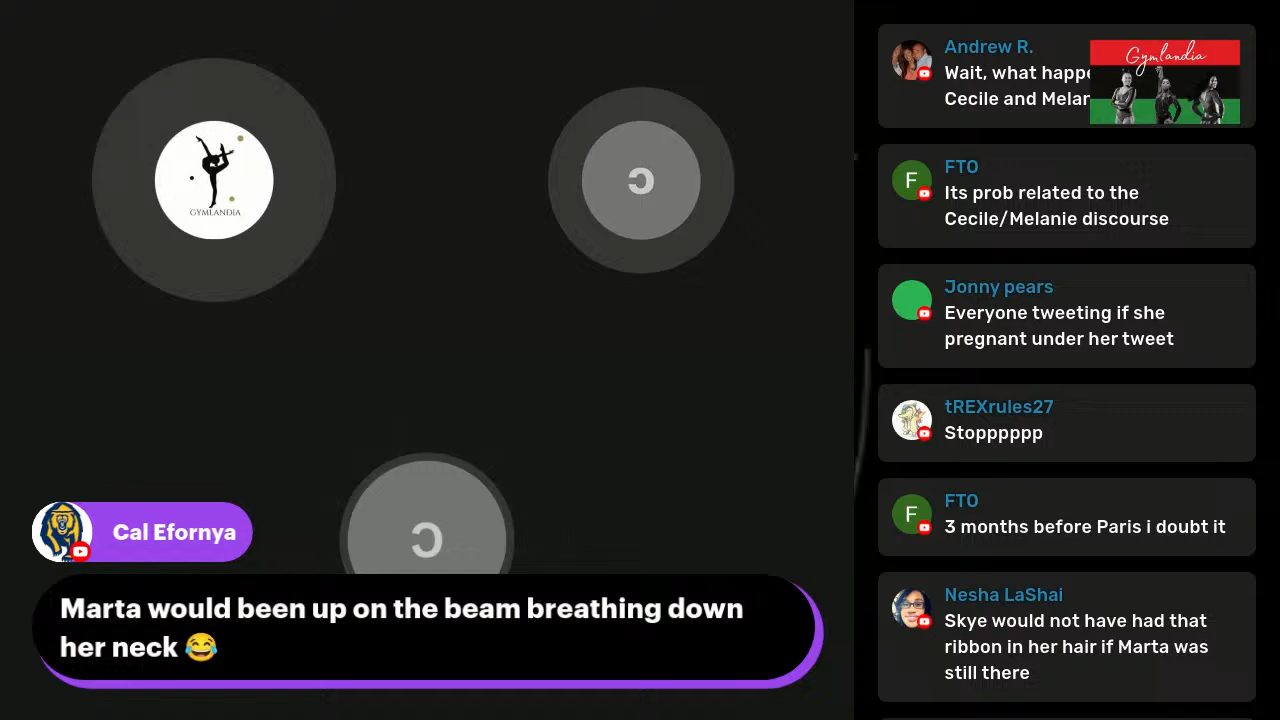 GYMLANDIA
Cal Efornya
Marta would been up on the beam breathing down
her neck 😂
Andrew R.
Wait, what happe
Cecile and Melar
Gymlandia
F
FTO
Its prob related to the
Cecile/Melanie discourse
Jonny pears
Everyone tweeting if she
pregnant under her tweet
tREXrules27
Stopppppp
F
FTO
3 months before Paris i doubt it
Nesha LaShai
Skye would not have had that
ribbon in her hair if Marta was
still there